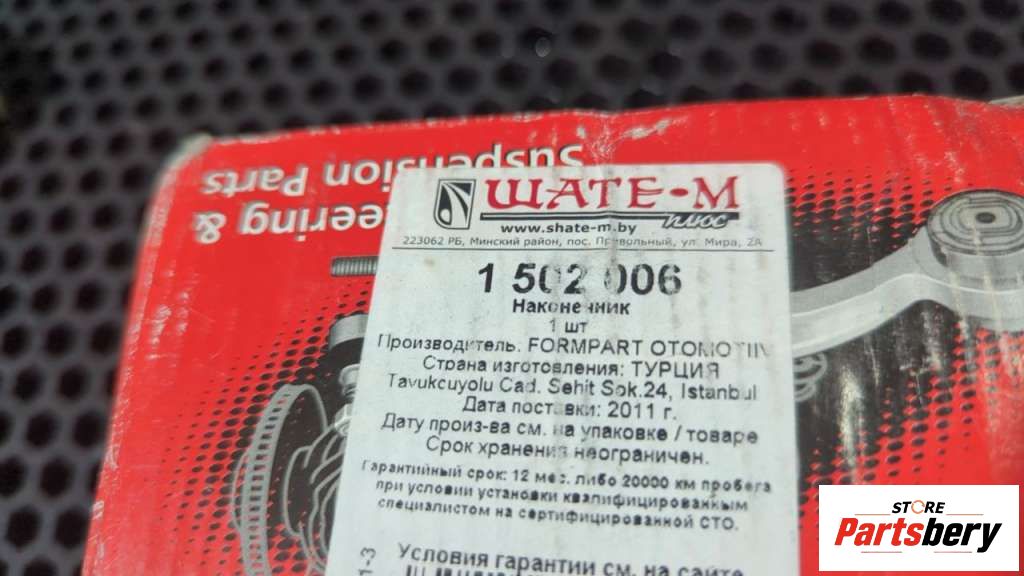 Steering &
Suspension Parts
ШАТЕ-М
плюс
www.shate-m.by
223062 РБ, Минский район, пос. Привольный, ул. Мира, 2А
1 502 006
Наконечник
1 шт
Производитель: FORMPART OTOMOTIV
Страна изготовления: ТУРЦИЯ
Tavukcuyolu Cad. Sehit Sok.24, Istanbul
Дата поставки: 2011 г.
Дату произ-ва см. на упаковке / товаре
Срок хранения неограничен.
Гарантийный срок: 12 мес. либо 20000 км пробега
при условии установки квалифицированным
специалистом на сертифицированной СТО.
Условия гарантии см. на сайте
STORE
Partsbery